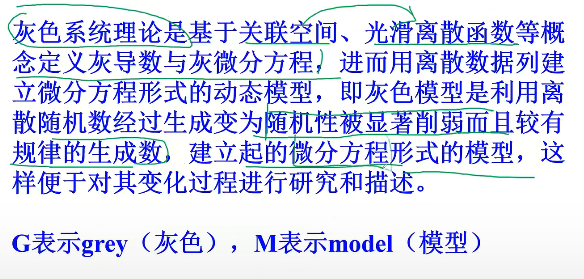 灰色系统理论是基于关联空间、光滑离散函数等概
念定义灰导数与灰微分方程，进而用离散数据列建
立微分方程形式的动态模型，即灰色模型是利用离
散随机数经过生成变为随机性被显著削弱而且较有
规律的生成数，建立起的微分方程形式的模型，这
样便于对其变化过程进行研究和描述。
G表示grey（灰色），M表示model（模型）